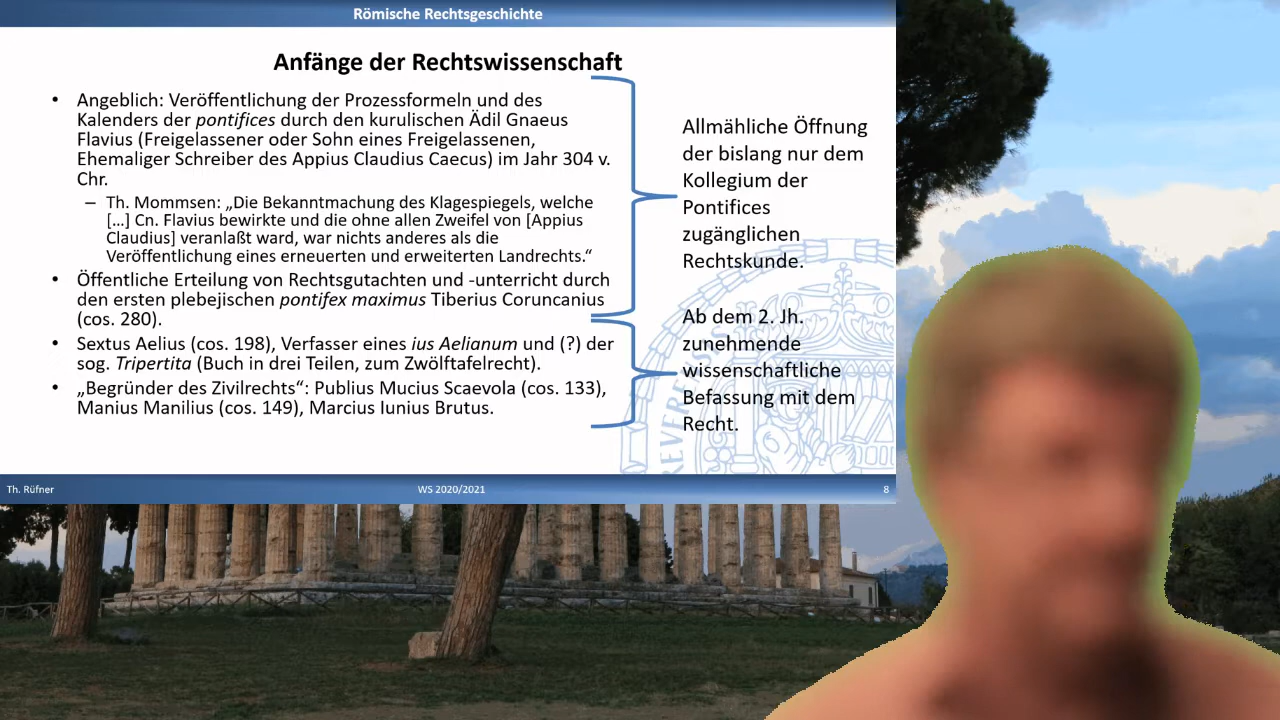 Römische Rechtsgeschichte
Anfänge der Rechtswissenschaft
• Angeblich: Veröffentlichung der Prozessformeln und des
Kalenders der pontifices durch den kurulischen Ädil Gnaeus
Flavius (Freigelassener oder Sohn eines Freigelassenen,
Ehemaliger Schreiber des Appius Claudius Caecus) im Jahr 304 v.
Chr.
– Th. Mommsen: „Die Bekanntmachung des Klagespiegels, welche
[…] Cn. Flavius bewirkte und die ohne allen Zweifel von [Appius
Claudius] veranlaßt ward, war nichts anderes als die
Veröffentlichung eines erneuerten und erweiterten Landrechts.“
• Öffentliche Erteilung von Rechtsgutachten und -unterricht durch
den ersten plebejischen pontifex maximus Tiberius Coruncanius
(cos. 280).
• Sextus Aelius (cos. 198), Verfasser eines ius Aelianum und (?) der
sog. Tripertita (Buch in drei Teilen, zum Zwölftafelrecht).
• „Begründer des Zivilrechts“: Publius Mucius Scaevola (cos. 133),
Manius Manilius (cos. 149), Marcius Iunius Brutus.
Allmähliche Öffnung
der bislang nur dem
Kollegium der
Pontifices
zugänglichen
Rechtskunde.
Ab dem 2. Jh.
zunehmende
wissenschaftliche
Befassung mit dem
Recht.
Th. Rüfner
WS 2020/2021
8